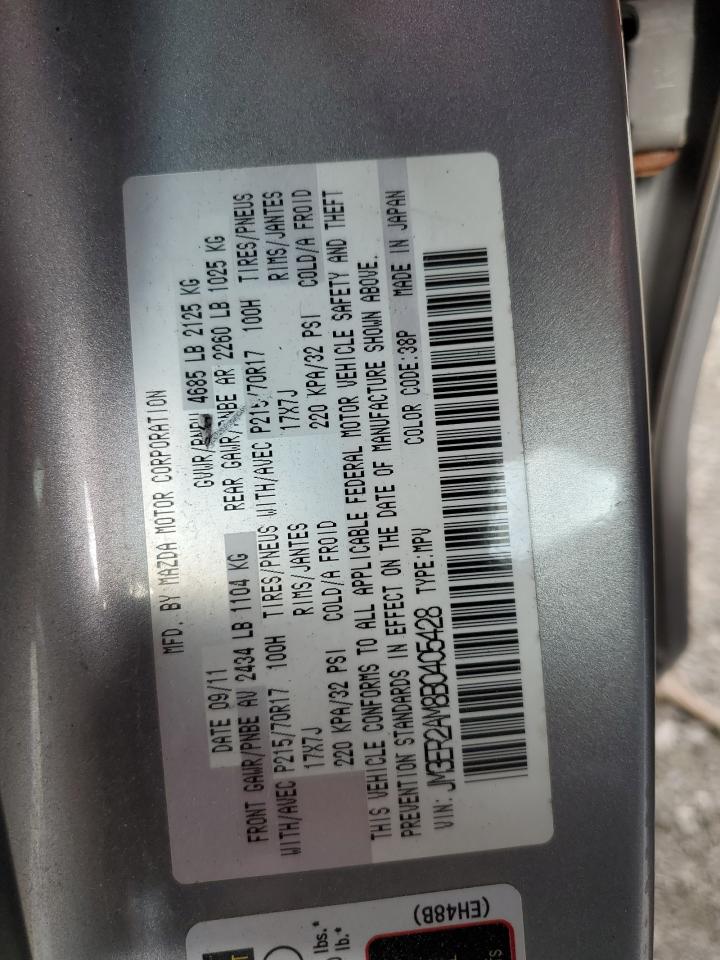 MFD. BY MAZDA MOTOR CORPORATION
DATE 09/11 GVWR/PNBV 4685 LB 2125 KG
FRONT GAWR/PNBE AV 2434 LB 1104 KG REAR GAWR/PNBE AR 2260 LB 1025 KG
WITH/AVEC P215/70R17 100H TIRES/PNEUS WITH/AVEC P215/70R17 100H TIRES/PNEUS
17X7J RIMS/JANTES 17X7J RIMS/JANTES
220 KPA/32 PSI COLD/A FROID 220 KPA/32 PSI COLD/A FROID
THIS VEHICLE CONFORMS TO ALL APPLICABLE FEDERAL MOTOR VEHICLE SAFETY AND THEFT
PREVENTION STANDARDS IN EFFECT ON THE DATE OF MANUFACTURE SHOWN ABOVE.
VIN: JM3ER2AM8B0405428 TYPE:MPV COLOR CODE:38P MADE IN JAPAN
(EH48B)
lbs.*
lb.*